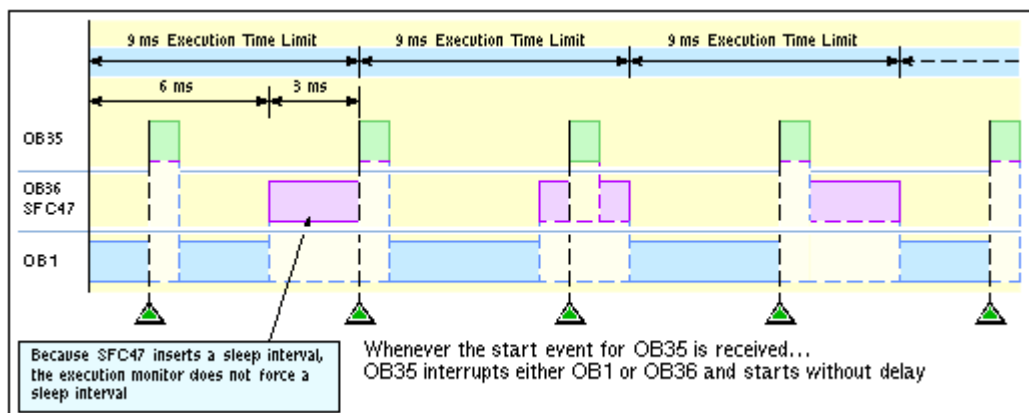 9 ms Execution Time Limit
9 ms Execution Time Limit
9 ms Execution Time Limit
6 ms
3 ms
OB35
OB36
SFC47
OB1
Because SFC47 inserts a sleep interval,
the execution monitor does not force a
sleep interval
Whenever the start event for OB35 is received...
OB35 interrupts either OB1 or OB36 and starts without delay